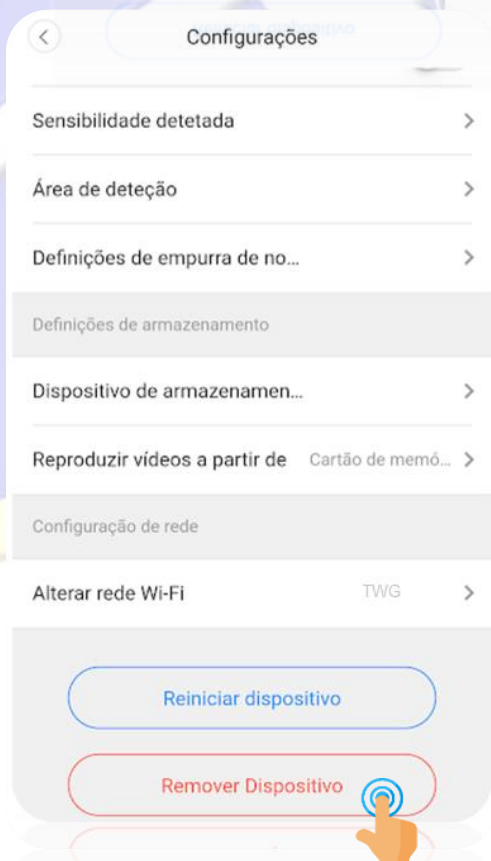 Configurações
Sensibilidade detetada
Área de deteção
Definições de empurra de no...
Definições de armazenamento
Dispositivo de armazenamen...
Reproduzir vídeos a partir de Cartão de memó...
Configuração de rede
Alterar rede Wi-Fi TWG
Reiniciar dispositivo
Remover Dispositivo